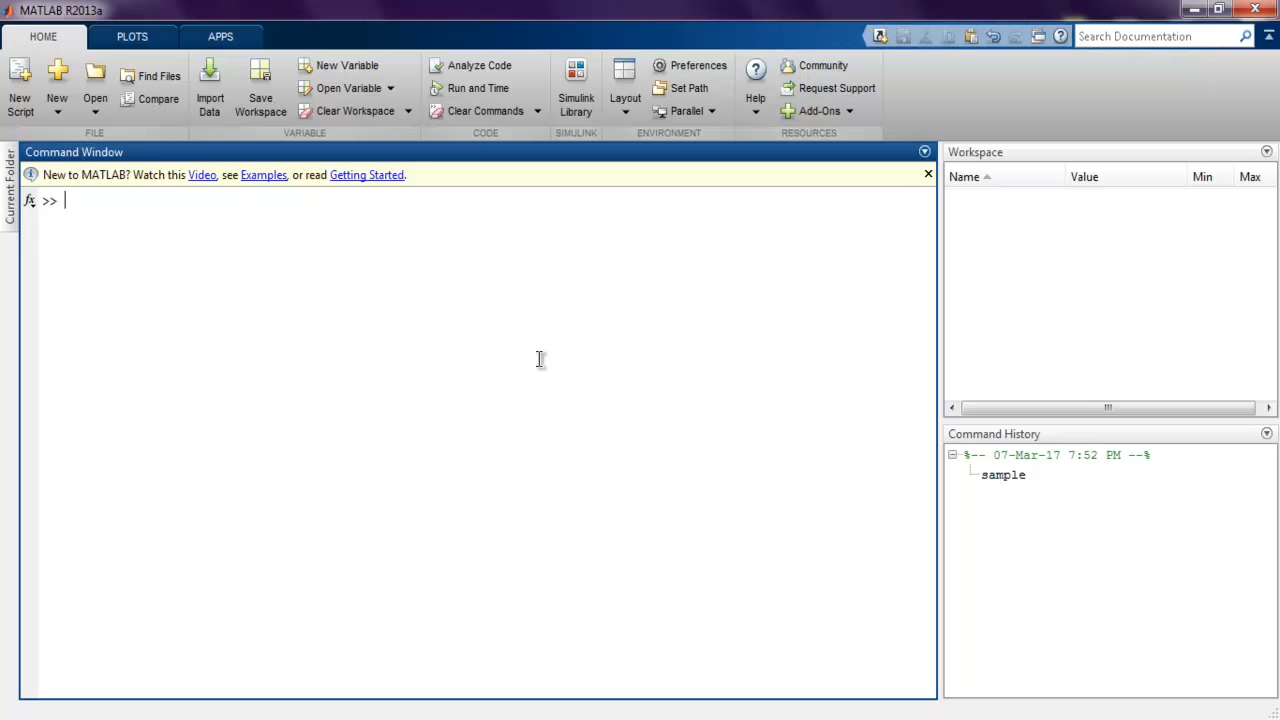 MATLAB R2013a
HOME PLOTS APPS
Search Documentation
New Script
New
Open
Find Files
Compare
Import Data
Save Workspace
New Variable
Open Variable
Clear Workspace
Analyze Code
Run and Time
Clear Commands
Simulink Library
Layout
Preferences
Set Path
Parallel
Help
Community
Request Support
Add-Ons
FILE VARIABLE CODE SIMULINK ENVIRONMENT RESOURCES
Current Folder
Command Window
New to MATLAB? Watch this Video, see Examples, or read Getting Started.
fx >>
Workspace
Name Value Min Max
Command History
%-- 07-Mar-17 7:52 PM --%
sample